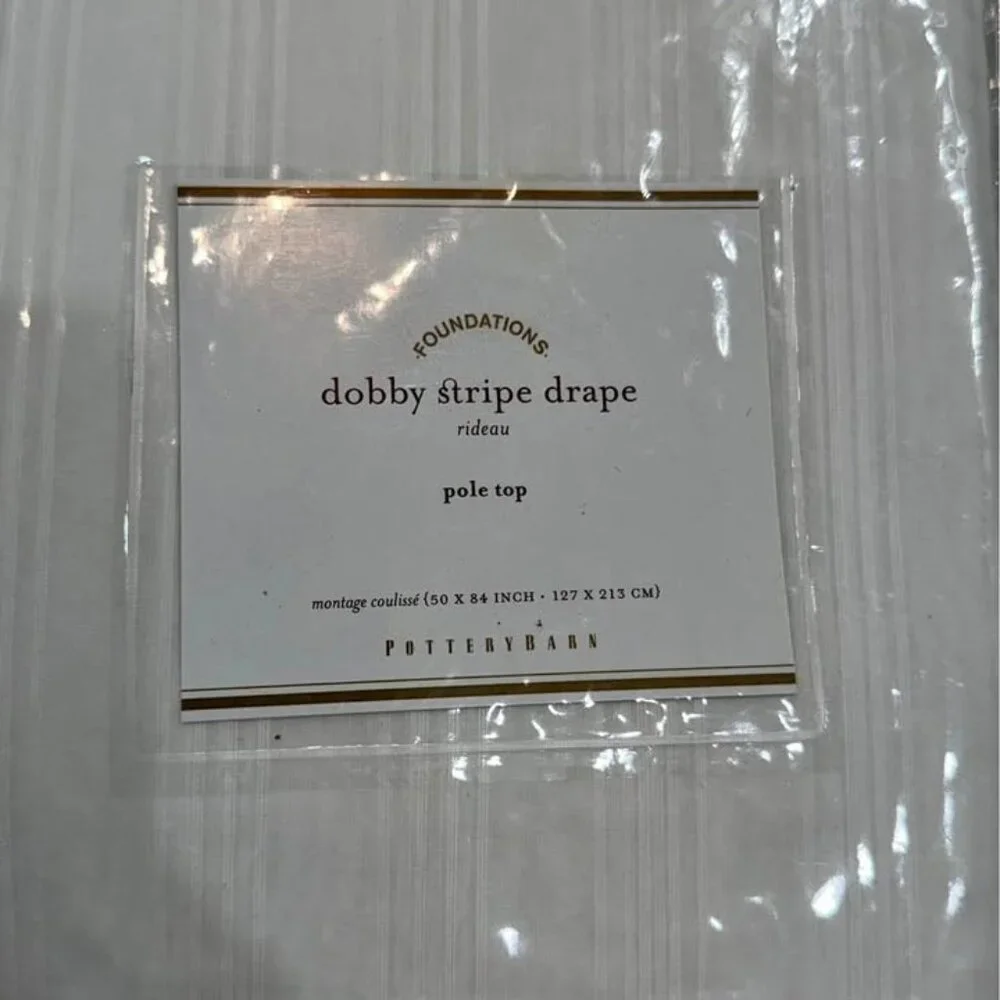 ·FOUNDATIONS·
dobby stripe drape
rideau
pole top
montage coulissé {50 X 84 INCH · 127 X 213 CM}
POTTERYBARN